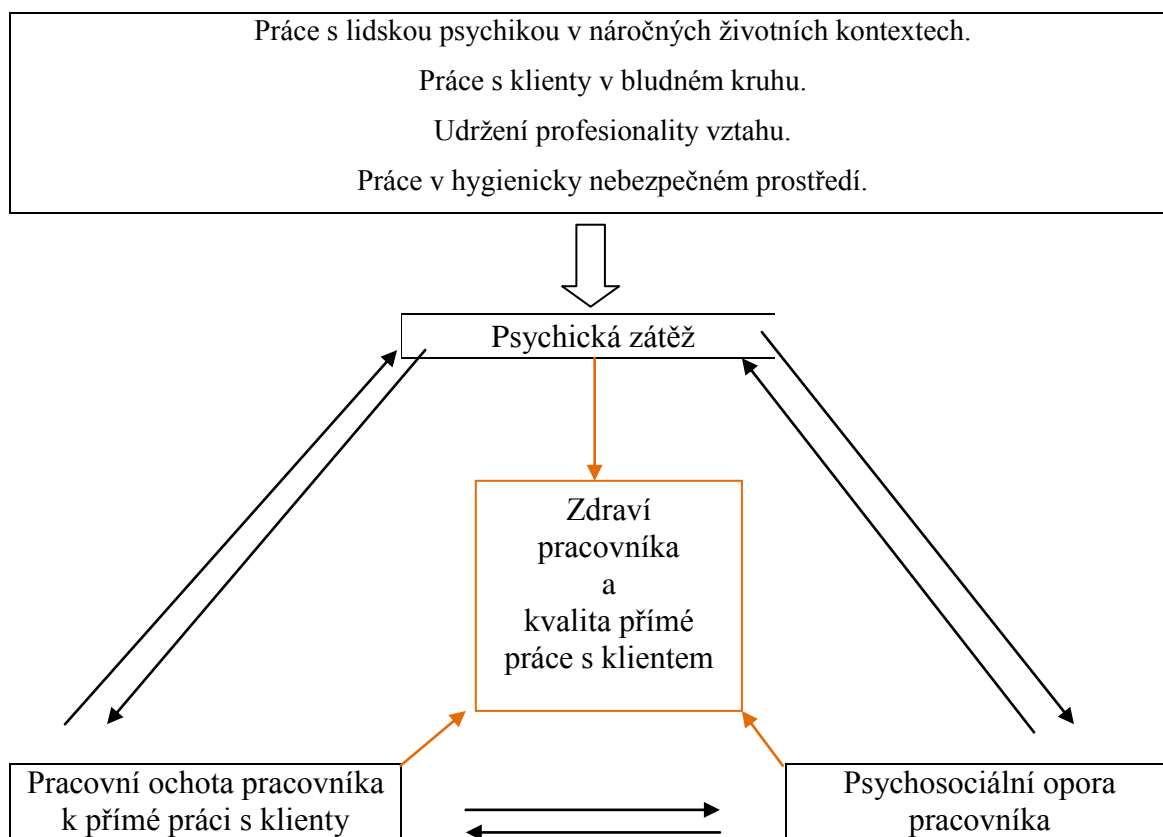 Práce s lidskou psychikou v náročných životních kontextech.
Práce s klienty v bludném kruhu.
Udržení profesionality vztahu.
Práce v hygienicky nebezpečném prostředí.
Psychická zátěž
Zdraví
pracovníka
a
kvalita přímé
práce s klientem
Pracovní ochota pracovníka
k přímé práci s klienty
Psychosociální opora
pracovníka